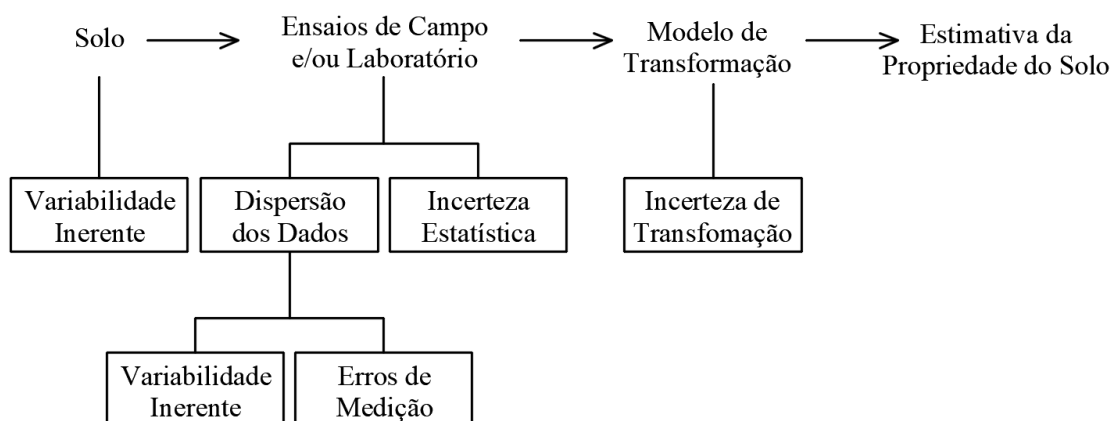 Solo
Ensaios de Campo
e/ou Laboratório
Modelo de
Transformação
Estimativa da
Propriedade do Solo
Variabilidade
Inerente
Dispersão
dos Dados
Incerteza
Estatística
Incerteza de
Transfomação
Variabilidade
Inerente
Erros de
Medição